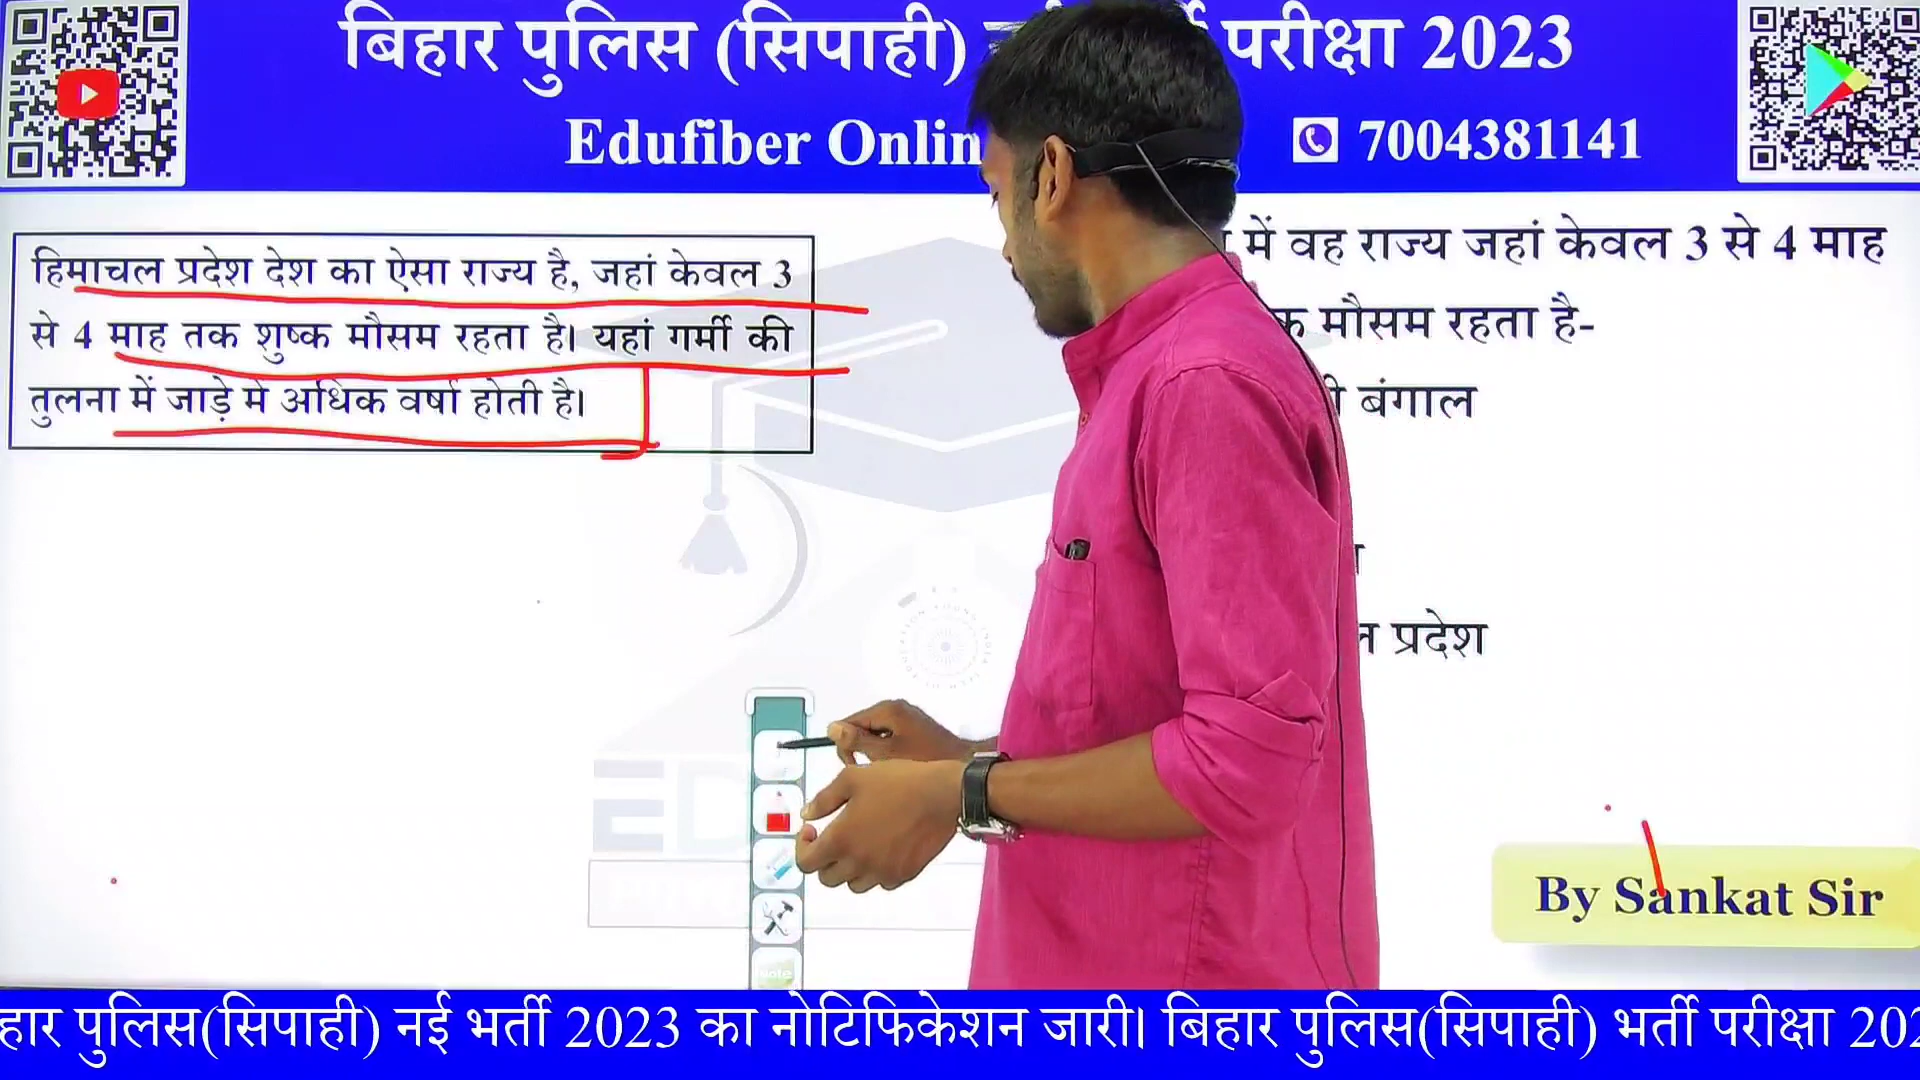 बिहार पुलिस (सिपाही) परीक्षा 2023
Edufiber Onlin
7004381141
हिमाचल प्रदेश देश का ऐसा राज्य है, जहां केवल 3
से 4 माह तक शुष्क मौसम रहता है। यहां गर्मी की
तुलना में जाड़े में अधिक वर्षा होती है।
में वह राज्य जहां केवल 3 से 4 माह
क मौसम रहता है-
बंगाल
प्रदेश
ED
Note
By Sankat Sir
हार पुलिस(सिपाही) नई भर्ती 2023 का नोटिफिकेशन जारी। बिहार पुलिस(सिपाही) भर्ती परीक्षा 202